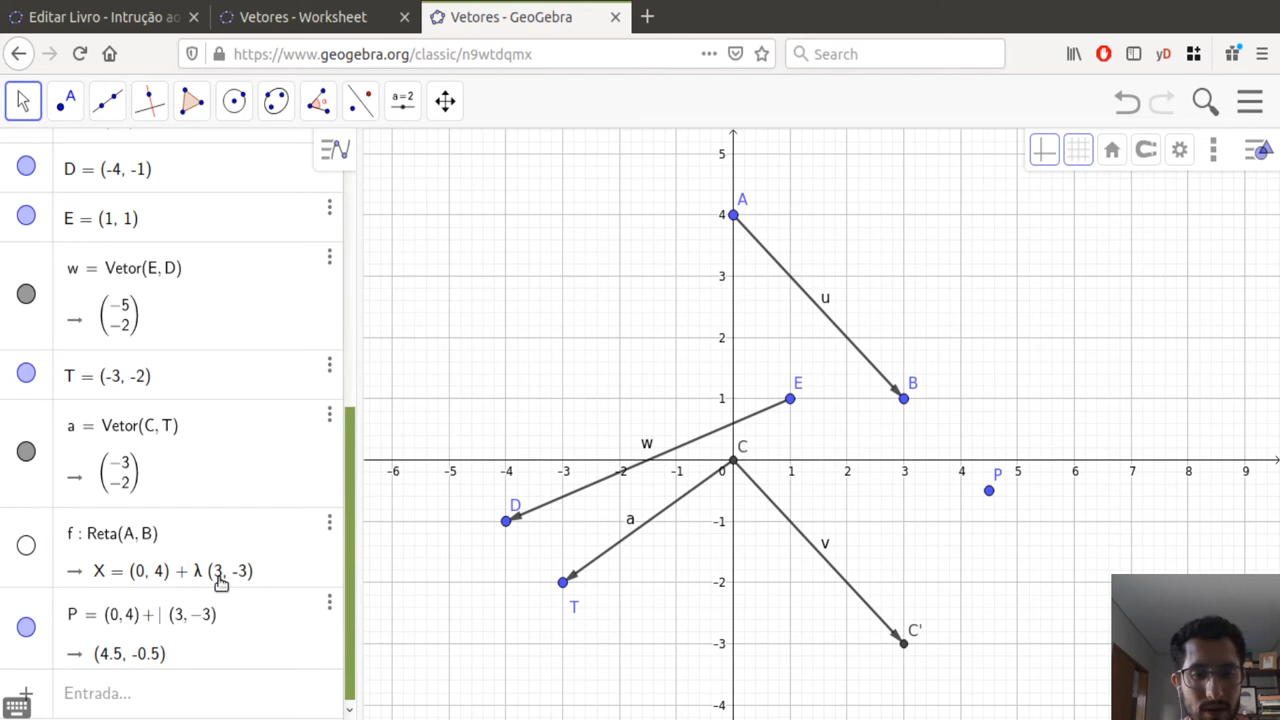 Editar Livro - Intrução ao
Vetores - Worksheet
Vetores - GeoGebra
https://www.geogebra.org/classic/n9wtdqmx
Search
yD
A
a=2
D = (-4, -1)
E = (1, 1)
w = Vetor(E, D)
→ (−5
−2)
T = (-3, -2)
a = Vetor(C, T)
→ (−3
−2)
f : Reta(A, B)
→ X = (0, 4) + λ (3, -3)
P = (0,4)+ | (3,−3)
→ (4.5, -0.5)
Entrada...
5
A
4
3
u
2
E
B
1
w
C
-6 -5 -4 -3 -2 -1 0 1 2 3 4 5 6 7 8 9
P
D
a
-1
v
-2
T
C'
-3
-4